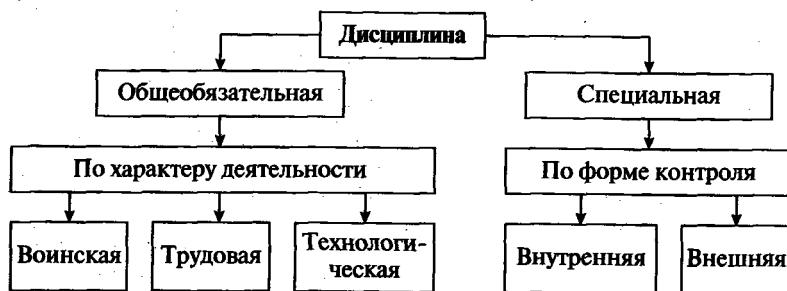 Дисциплина
Общеобязательная
Специальная
По характеру деятельности
По форме контроля
Воинская
Трудовая
Технологи-
ческая
Внутренняя
Внешняя